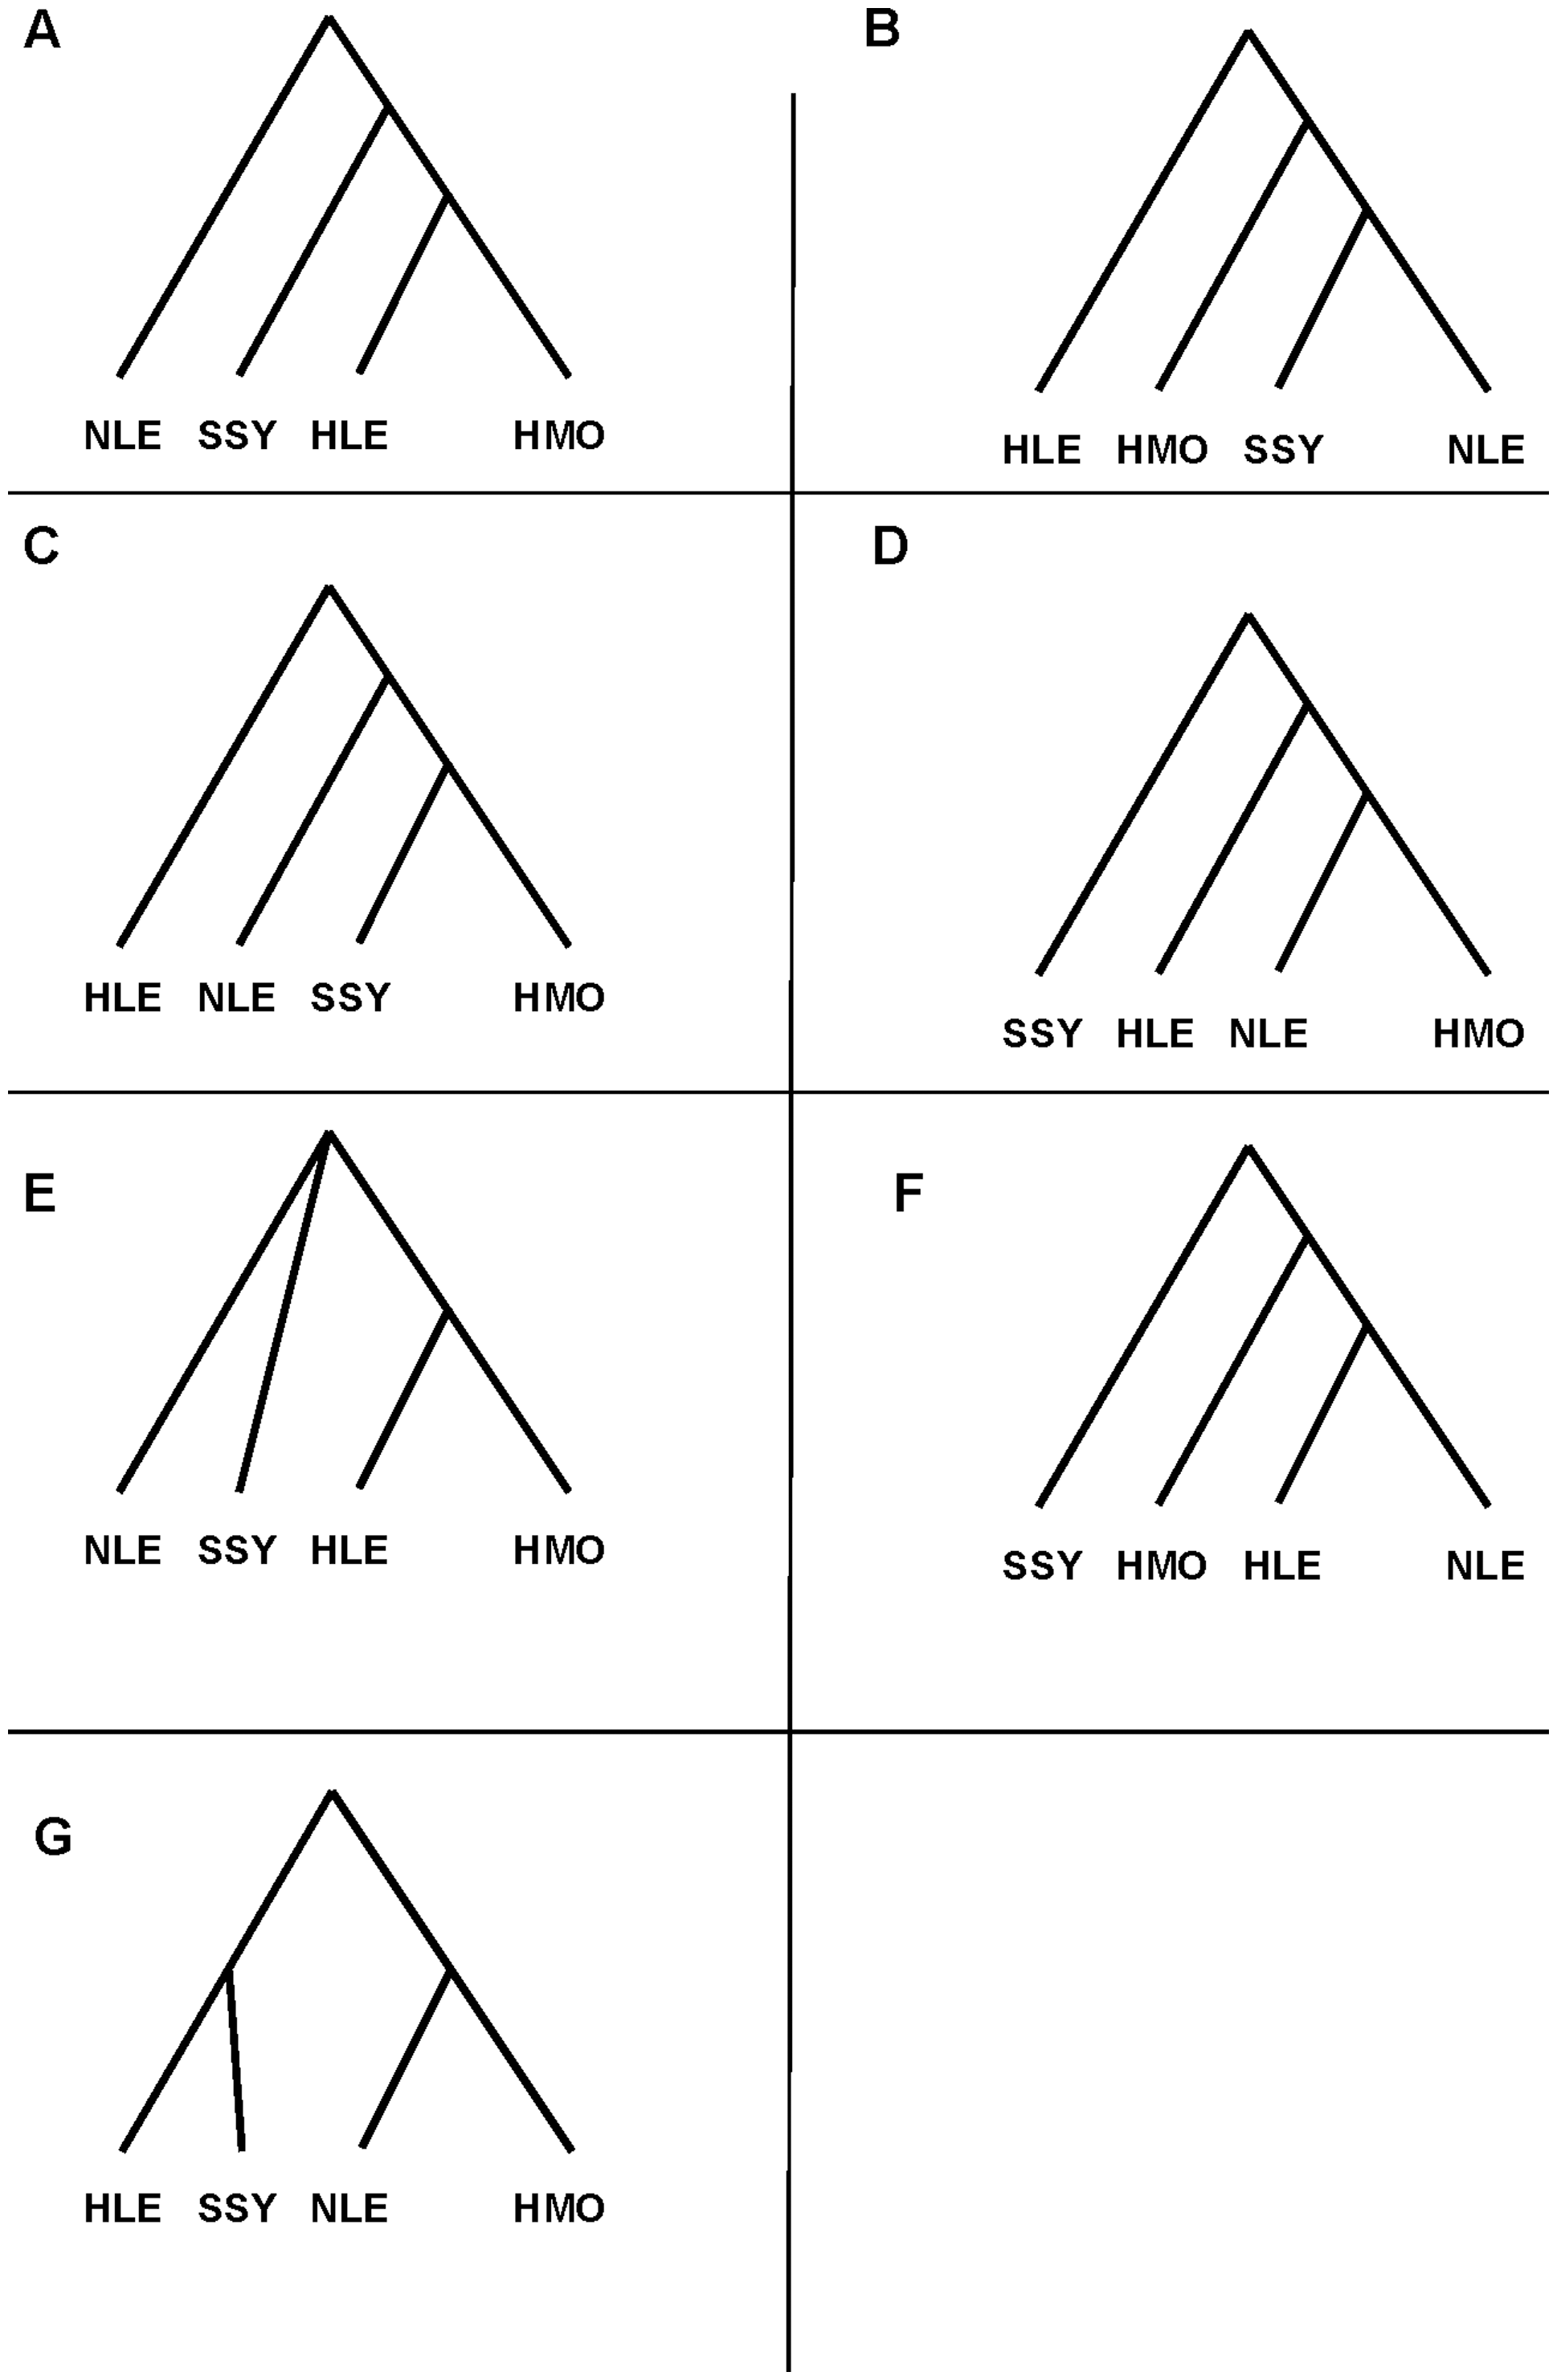 A
NLE SSY HLE HMO
B
HLE HMO SSY NLE
C
HLE NLE SSY HMO
D
SSY HLE NLE HMO
E
NLE SSY HLE HMO
F
SSY HMO HLE NLE
G
HLE SSY NLE HMO